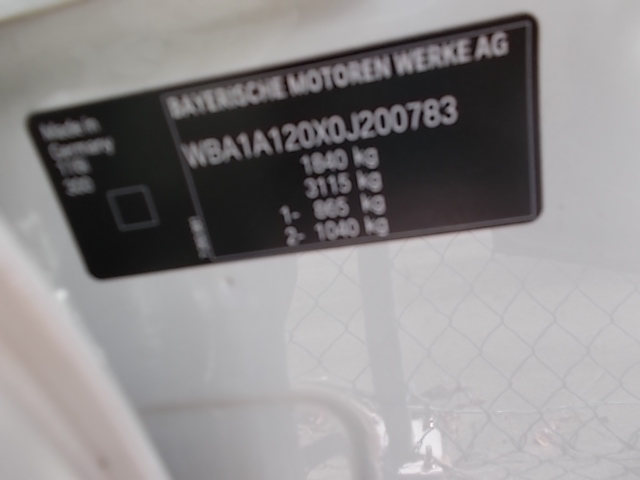 BAYERISCHE MOTOREN WERKE AG
WBA1A120X0J200783
1840 kg
3115 kg
1- 865 kg
2- 1040 kg
Made in
Germany